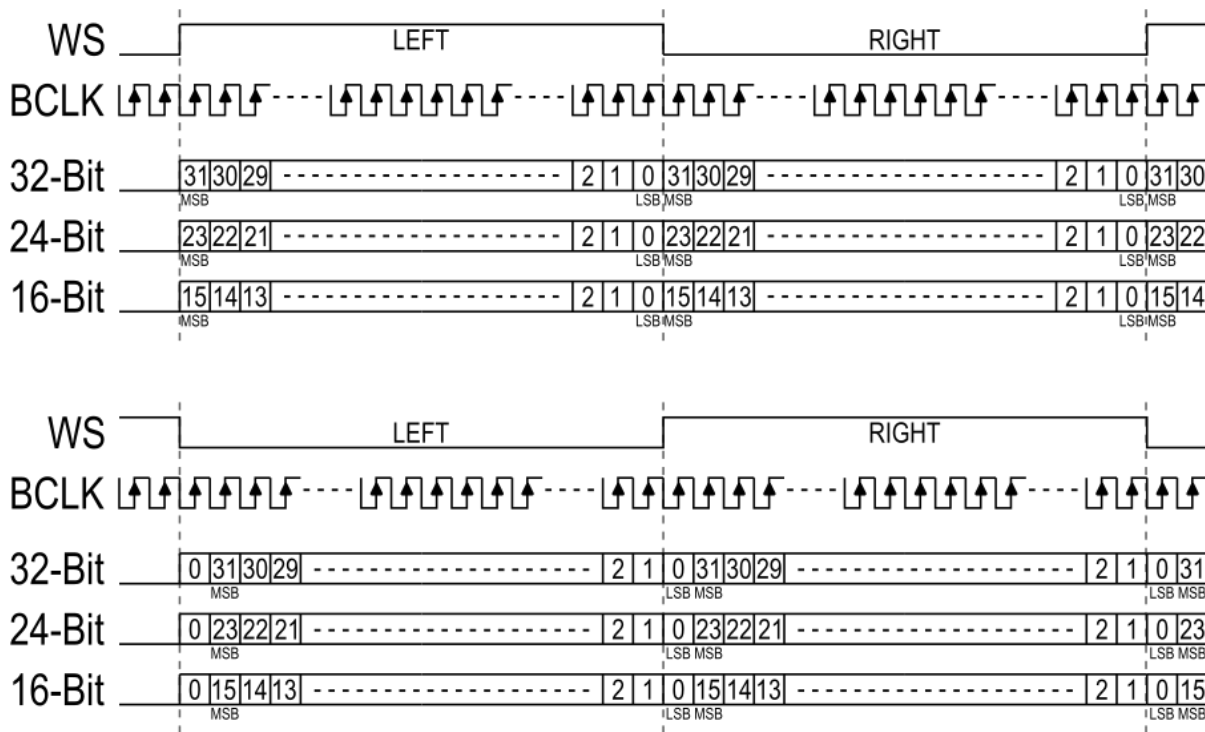 WS LEFT RIGHT
BCLK
32-Bit 31 30 29 2 1 0 31 30 29 2 1 0 31 30
MSB LSB MSB LSB MSB
24-Bit 23 22 21 2 1 0 23 22 21 2 1 0 23 22
MSB LSB MSB LSB MSB
16-Bit 15 14 13 2 1 0 15 14 13 2 1 0 15 14
MSB LSB MSB LSB MSB
WS LEFT RIGHT
BCLK
32-Bit 0 31 30 29 2 1 0 31 30 29 2 1 0 31
MSB LSB MSB LSB MSB
24-Bit 0 23 22 21 2 1 0 23 22 21 2 1 0 23
MSB LSB MSB LSB MSB
16-Bit 0 15 14 13 2 1 0 15 14 13 2 1 0 15
MSB LSB MSB LSB MSB